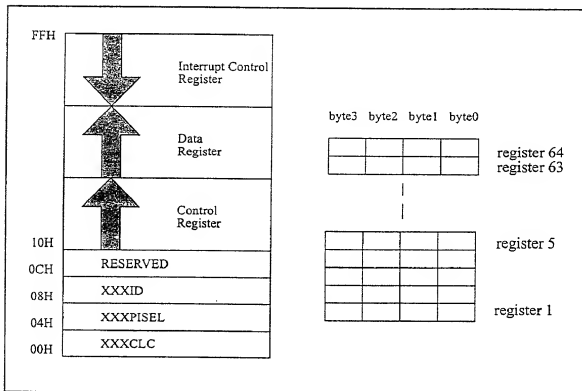 FFH
Interrupt Control
Register
Data
Register
Control
Register
10H
RESERVED
0CH
XXXID
08H
XXXPISEL
04H
XXXCLC
00H
byte3 byte2 byte1 byte0
register 64
register 63
register 5
register 1